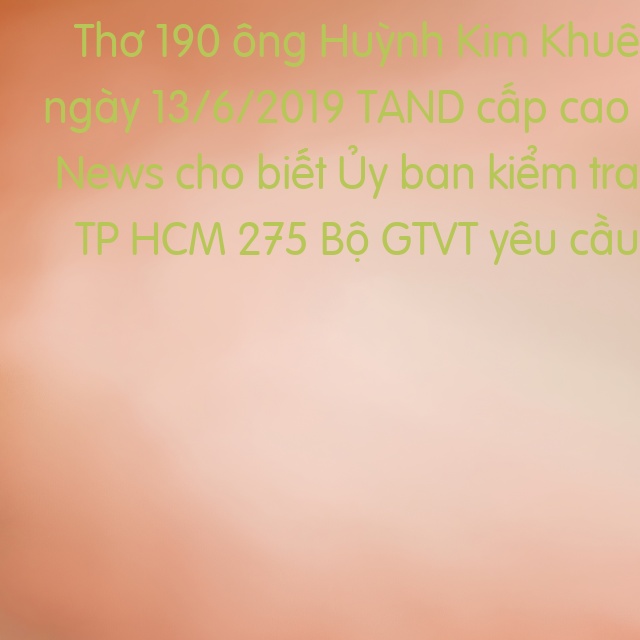 Thơ 190 ông Huỳnh Kim Khuê
ngày 13/6/2019 TAND cấp cao
News cho biết Ủy ban kiểm tra
TP HCM 275 Bộ GTVT yêu cầu